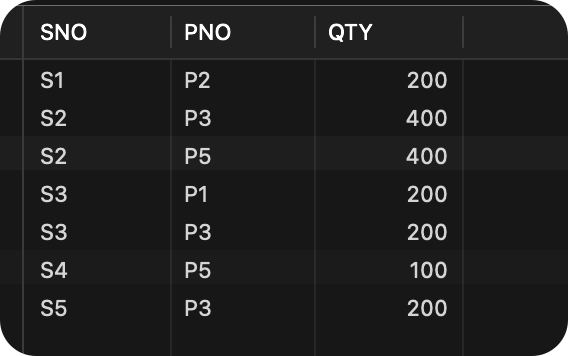 SNO PNO QTY
S1 P2 200
S2 P3 400
S2 P5 400
S3 P1 200
S3 P3 200
S4 P5 100
S5 P3 200